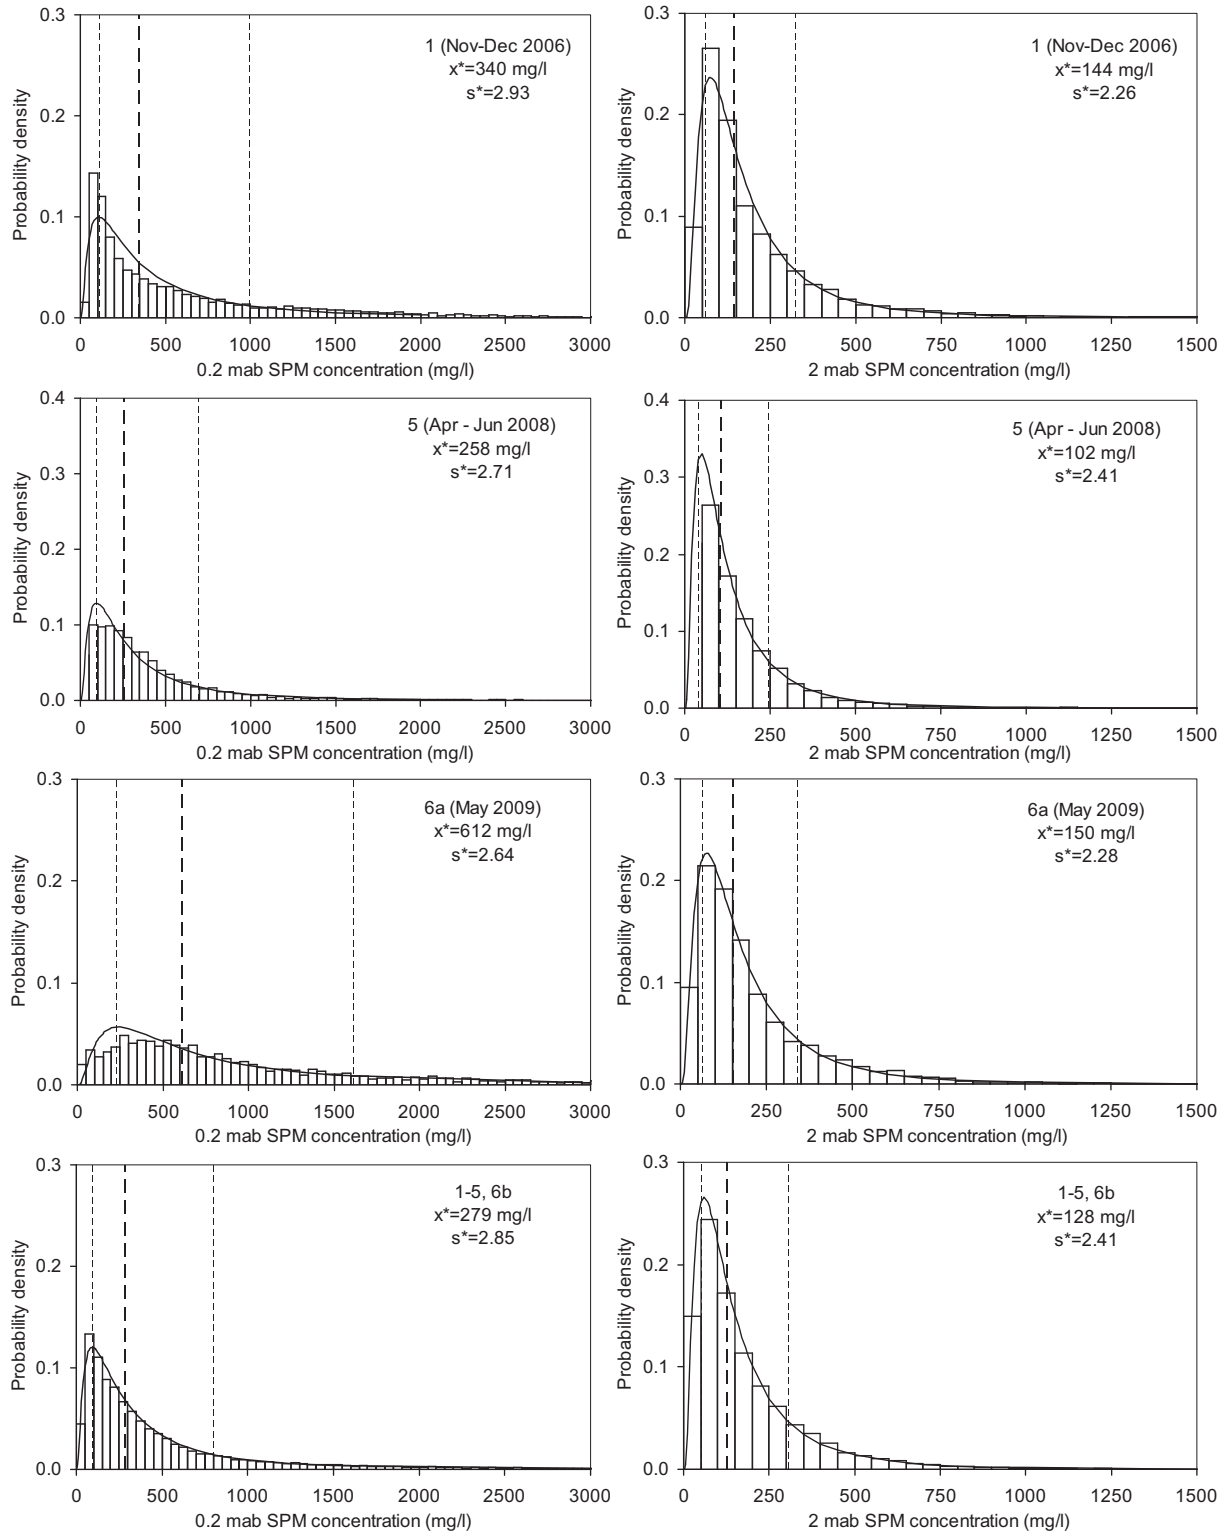 0.3
0.2
0.1
0.0
Probability density
1 (Nov-Dec 2006)
x*=340 mg/l
s*=2.93
0 500 1000 1500 2000 2500 3000
0.2 mab SPM concentration (mg/l)
0.3
0.2
0.1
0.0
Probability density
1 (Nov-Dec 2006)
x*=144 mg/l
s*=2.26
0 250 500 750 1000 1250 1500
2 mab SPM concentration (mg/l)
0.4
0.3
0.2
0.1
0.0
Probability density
5 (Apr - Jun 2008)
x*=258 mg/l
s*=2.71
0 500 1000 1500 2000 2500 3000
0.2 mab SPM concentration (mg/l)
0.4
0.3
0.2
0.1
0.0
Probability density
5 (Apr - Jun 2008)
x*=102 mg/l
s*=2.41
0 250 500 750 1000 1250 1500
2 mab SPM concentration (mg/l)
0.3
0.2
0.1
0.0
Probability density
6a (May 2009)
x*=612 mg/l
s*=2.64
0 500 1000 1500 2000 2500 3000
0.2 mab SPM concentration (mg/l)
0.3
0.2
0.1
0.0
Probability density
6a (May 2009)
x*=150 mg/l
s*=2.28
0 250 500 750 1000 1250 1500
2 mab SPM concentration (mg/l)
0.3
0.2
0.1
0.0
Probability density
1-5, 6b
x*=279 mg/l
s*=2.85
0 500 1000 1500 2000 2500 3000
0.2 mab SPM concentration (mg/l)
0.3
0.2
0.1
0.0
Probability density
1-5, 6b
x*=128 mg/l
s*=2.41
0 250 500 750 1000 1250 1500
2 mab SPM concentration (mg/l)